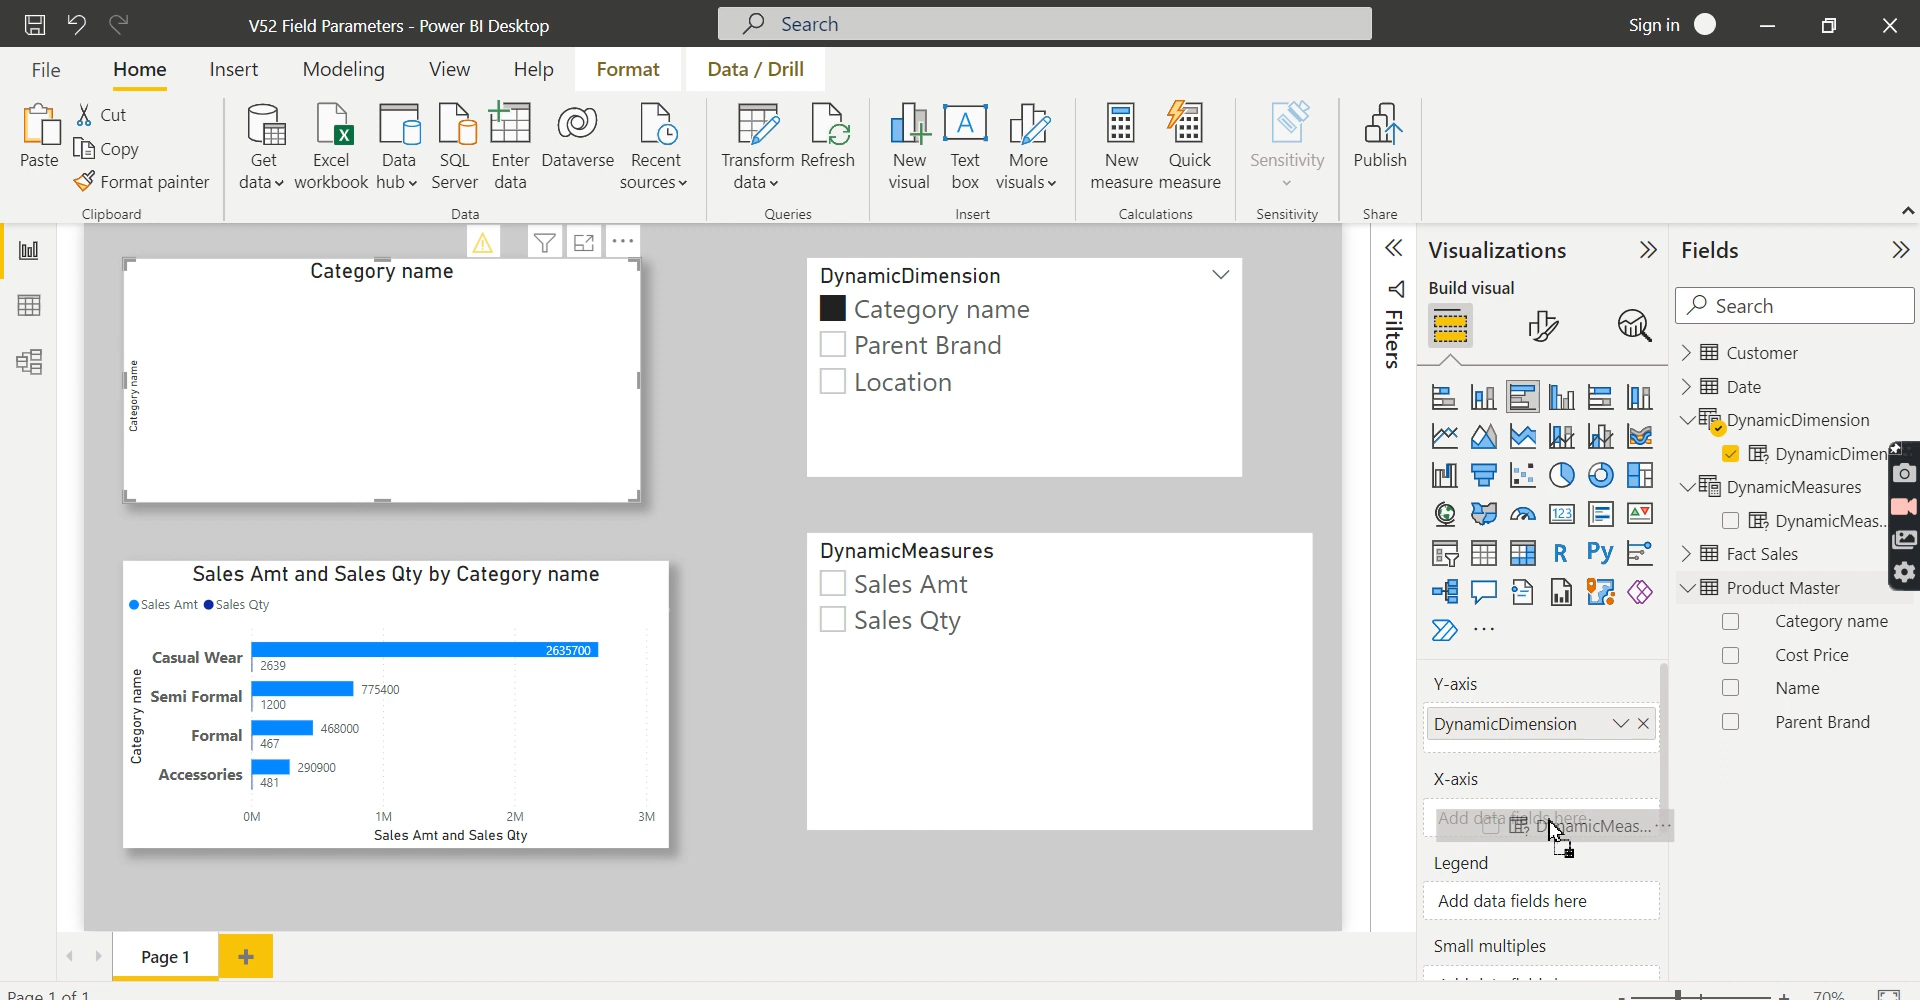 V52 Field Parameters - Power BI Desktop
Search
Sign in
File
Home
Insert
Modeling
View
Help
Format
Data / Drill
Paste
Cut
Copy
Format painter
Clipboard
Get data
Excel workbook
Data hub
SQL Server
Enter data
Dataverse
Recent sources
Data
Transform data
Refresh
Queries
New visual
Text box
More visuals
Insert
New measure
Quick measure
Calculations
Sensitivity
Sensitivity
Publish
Share
Category name
Category name
DynamicDimension
Category name
Parent Brand
Location
Sales Amt and Sales Qty by Category name
Sales Amt
Sales Qty
Category name
Casual Wear
2635700
2639
Semi Formal
775400
1200
Formal
468000
467
Accessories
290900
481
0M
1M
2M
3M
Sales Amt and Sales Qty
DynamicMeasures
Sales Amt
Sales Qty
Filters
Visualizations
Build visual
123
R
Py
Y-axis
DynamicDimension
X-axis
Add data fields here
DynamicMeas...
Legend
Add data fields here
Small multiples
Fields
Search
Customer
Date
DynamicDimension
DynamicDimen
DynamicMeasures
DynamicMeas...
Fact Sales
Product Master
Category name
Cost Price
Name
Parent Brand
Page 1
Page 1 of 1
70%